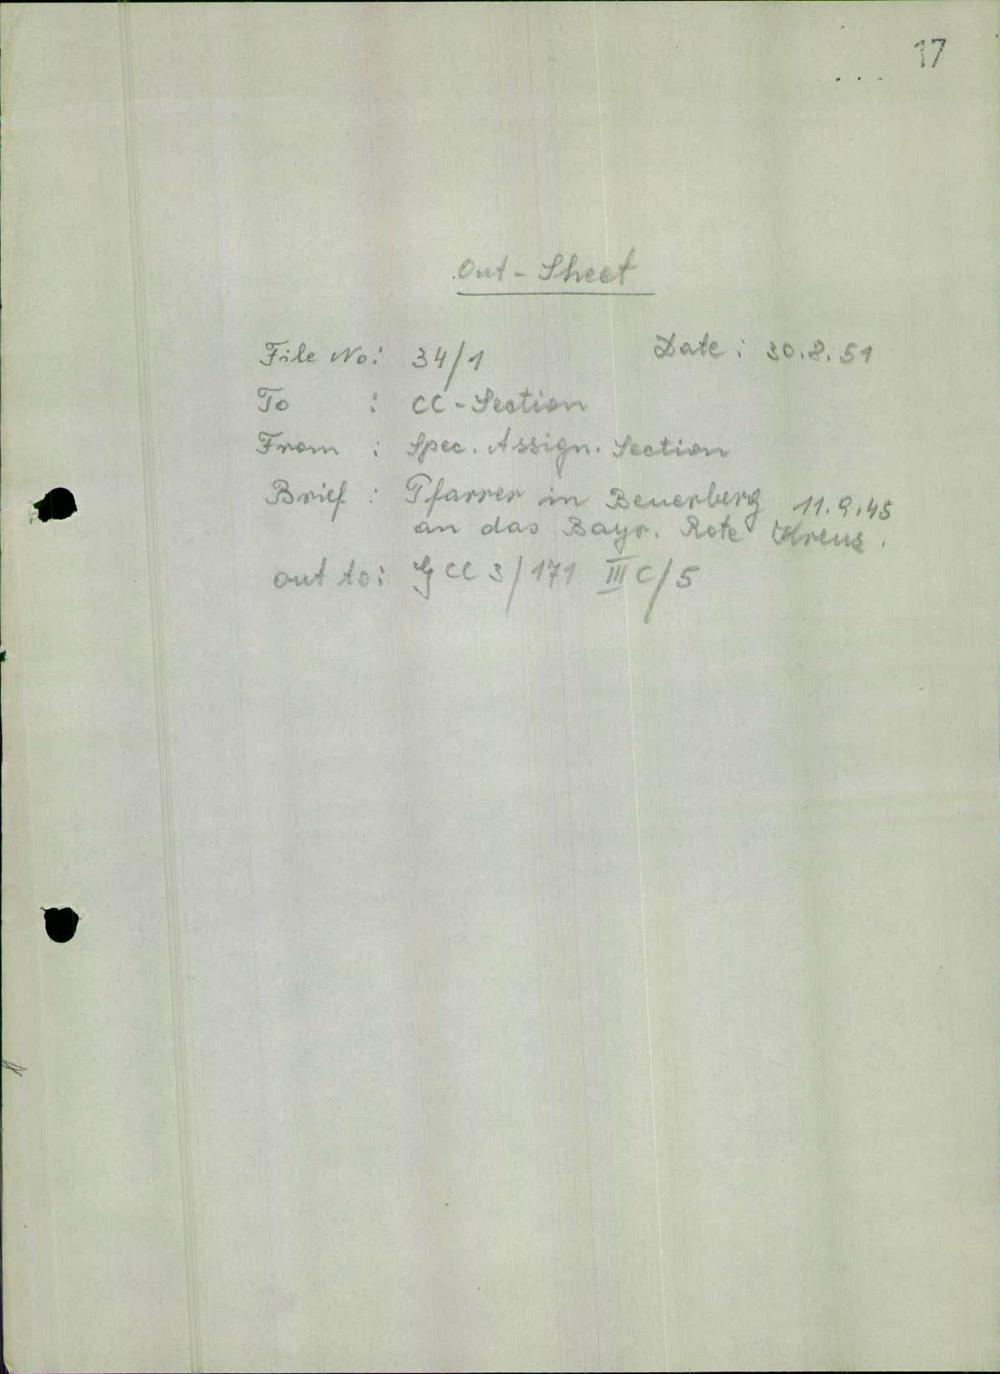 17
Out-Sheet
File No: 34/1 Date: 30.8.51
To : CC-Section
From : Spec. Assign. Section
Brief : Pfarrer in Beuerberg 11.9.45
an das Bayr. Rote Kreuz.
out to: G CC 3/171 III C/5